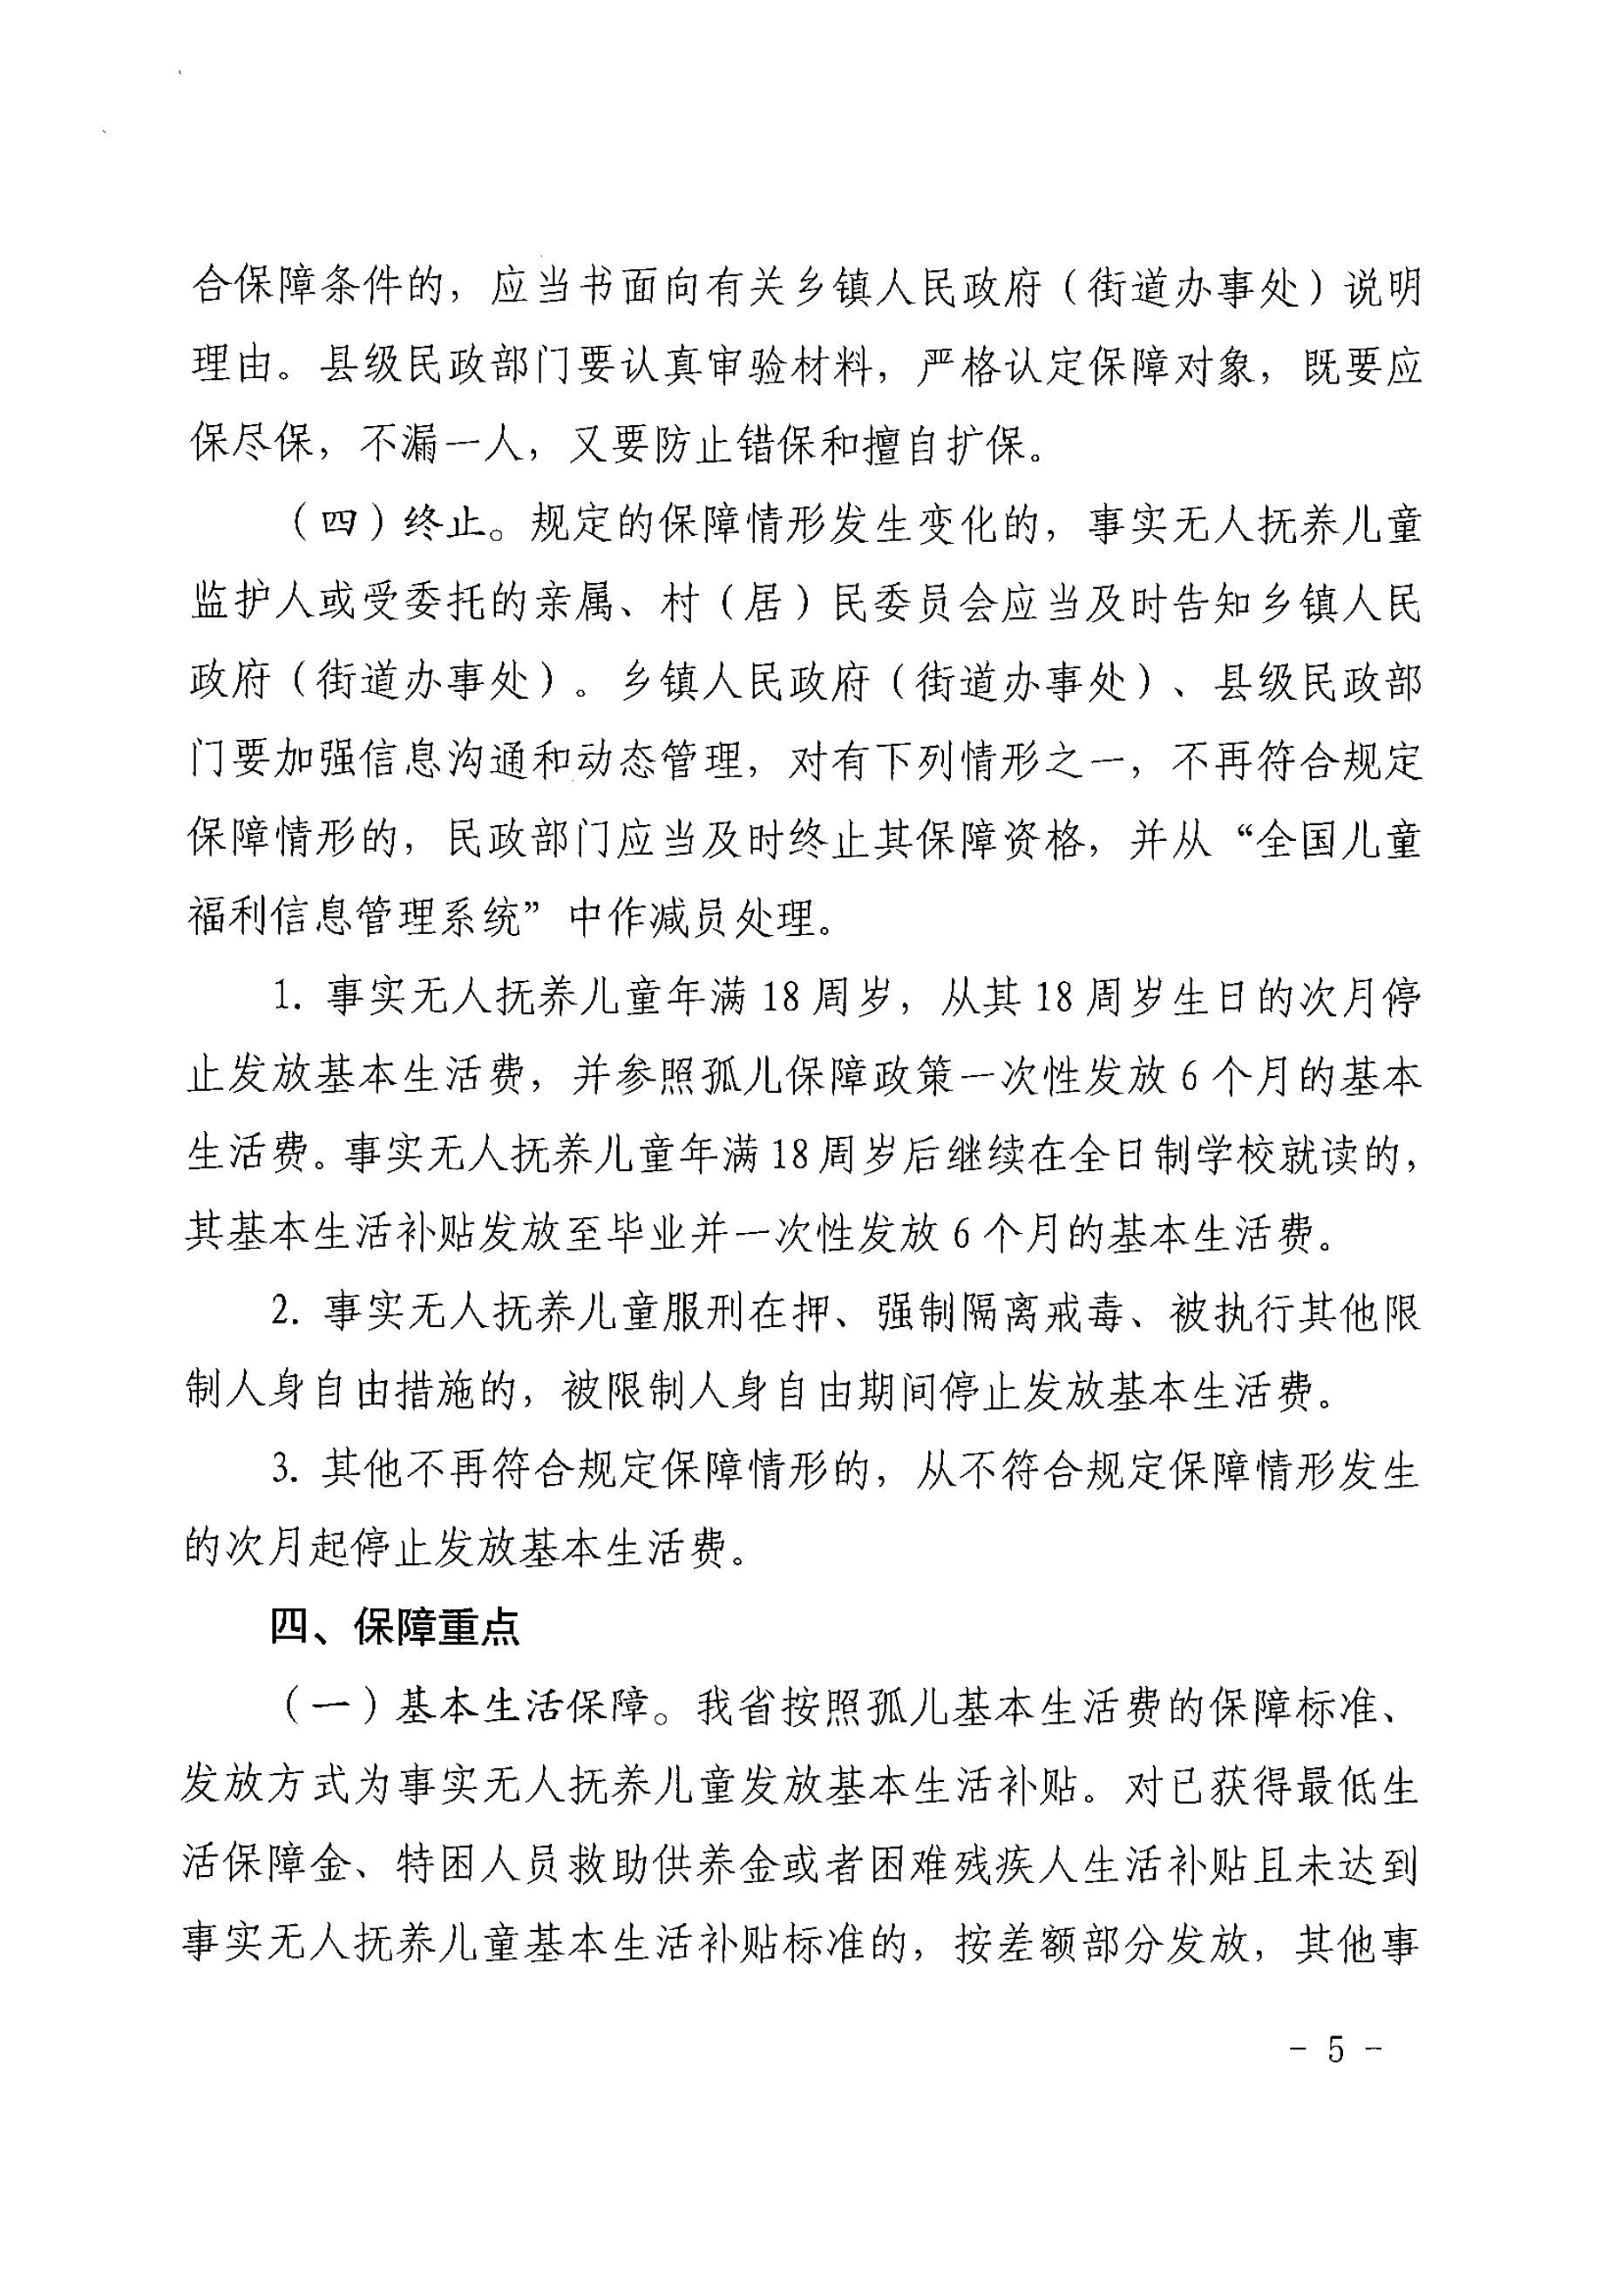 合保障条件的，应当书面向有关乡镇人民政府（街道办事处）说明
理由。县级民政部门要认真审验材料，严格认定保障对象，既要应
保尽保，不漏一人，又要防止错保和擅自扩保。
（四）终止。规定的保障情形发生变化的，事实无人抚养儿童
监护人或受委托的亲属、村（居）民委员会应当及时告知乡镇人民
政府（街道办事处）。乡镇人民政府（街道办事处）、县级民政部
门要加强信息沟通和动态管理，对有下列情形之一，不再符合规定
保障情形的，民政部门应当及时终止其保障资格，并从“全国儿童
福利信息管理系统”中作减员处理。
1. 事实无人抚养儿童年满 18 周岁，从其 18 周岁生日的次月停
止发放基本生活费，并参照孤儿保障政策一次性发放 6 个月的基本
生活费。事实无人抚养儿童年满 18 周岁后继续在全日制学校就读的，
其基本生活补贴发放至毕业并一次性发放 6 个月的基本生活费。
2. 事实无人抚养儿童服刑在押、强制隔离戒毒、被执行其他限
制人身自由措施的，被限制人身自由期间停止发放基本生活费。
3. 其他不再符合规定保障情形的，从不符合规定保障情形发生
的次月起停止发放基本生活费。
四、保障重点
（一）基本生活保障。我省按照孤儿基本生活费的保障标准、
发放方式为事实无人抚养儿童发放基本生活补贴。对已获得最低生
活保障金、特困人员救助供养金或者困难残疾人生活补贴且未达到
事实无人抚养儿童基本生活补贴标准的，按差额部分发放，其他事
- 5 -